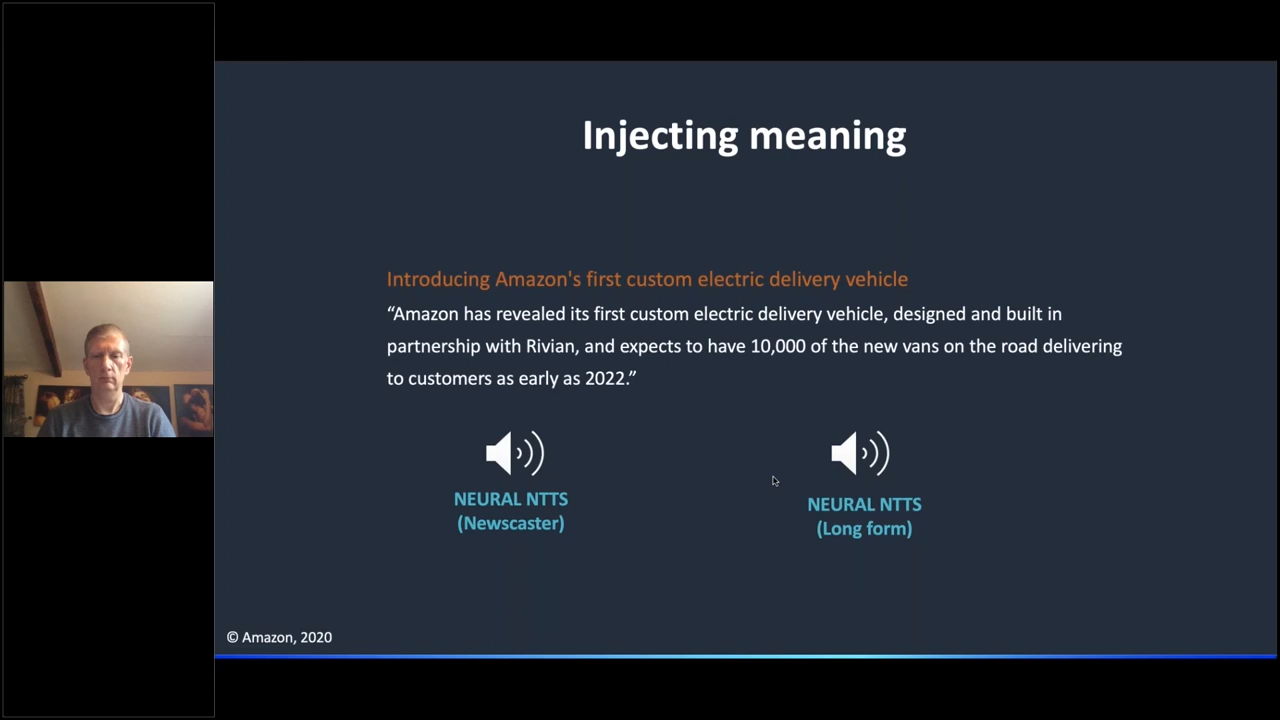 Injecting meaning
Introducing Amazon's first custom electric delivery vehicle
“Amazon has revealed its first custom electric delivery vehicle, designed and built in
partnership with Rivian, and expects to have 10,000 of the new vans on the road delivering
to customers as early as 2022.”
NEURAL NTTS
(Newscaster)
NEURAL NTTS
(Long form)
© Amazon, 2020